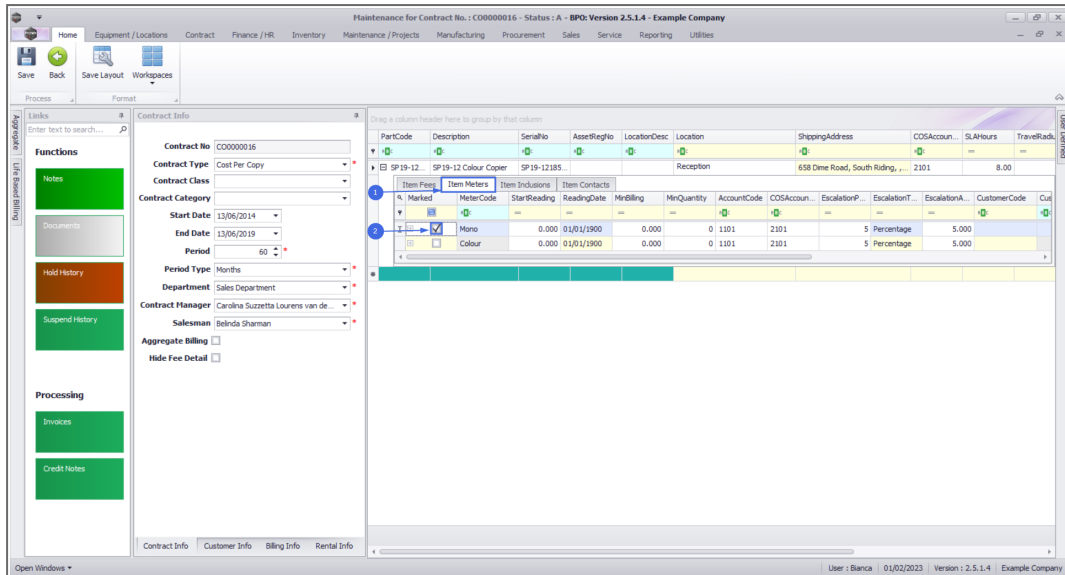 Maintenance for Contract No. : CO0000016 - Status : A - BPO: Version 2.5.1.4 - Example Company
Home Equipment / Locations Contract Finance / HR Inventory Maintenance / Projects Manufacturing Procurement Sales Service Reporting Utilities
Save Back Save Layout Workspaces
Process Format
Aggregate
Life Based Billing
Links
Enter text to search...
Functions
Notes
Documents
Hold History
Suspend History
Processing
Invoices
Credit Notes
Contract Info
Contract No CO0000016
Contract Type Cost Per Copy *
Contract Class
Contract Category
Start Date 13/06/2014
End Date 13/06/2019
Period 60 *
Period Type Months *
Department Sales Department *
Contract Manager Carolina Suzzetta Lourens van de... *
Salesman Belinda Sharman *
Aggregate Billing
Hide Fee Detail
Contract Info Customer Info Billing Info Rental Info
Drag a column header here to group by that column
PartCode Description SerialNo AssetRegNo LocationDesc Location ShippingAddress COSAccoun... SLAHours TravelRadiu
SP19-12... SP19-12 Colour Copier SP19-12185... Reception 658 Dime Road, South Riding, ,... 2101 8.00
1
Item Fees Item Meters Item Inclusions Item Contacts
Marked MeterCode StartReading ReadingDate MinBilling MinQuantity AccountCode COSAccoun... EscalationP... EscalationT... EscalationA... CustomerCode Cus
2
Mono 0.000 01/01/1900 0.000 0 1101 2101 5 Percentage 5.000
Colour 0.000 01/01/1900 0.000 0 1101 2101 5 Percentage 5.000
User Defined
Open Windows User : Bianca 01/02/2023 Version : 2.5.1.4 Example Company